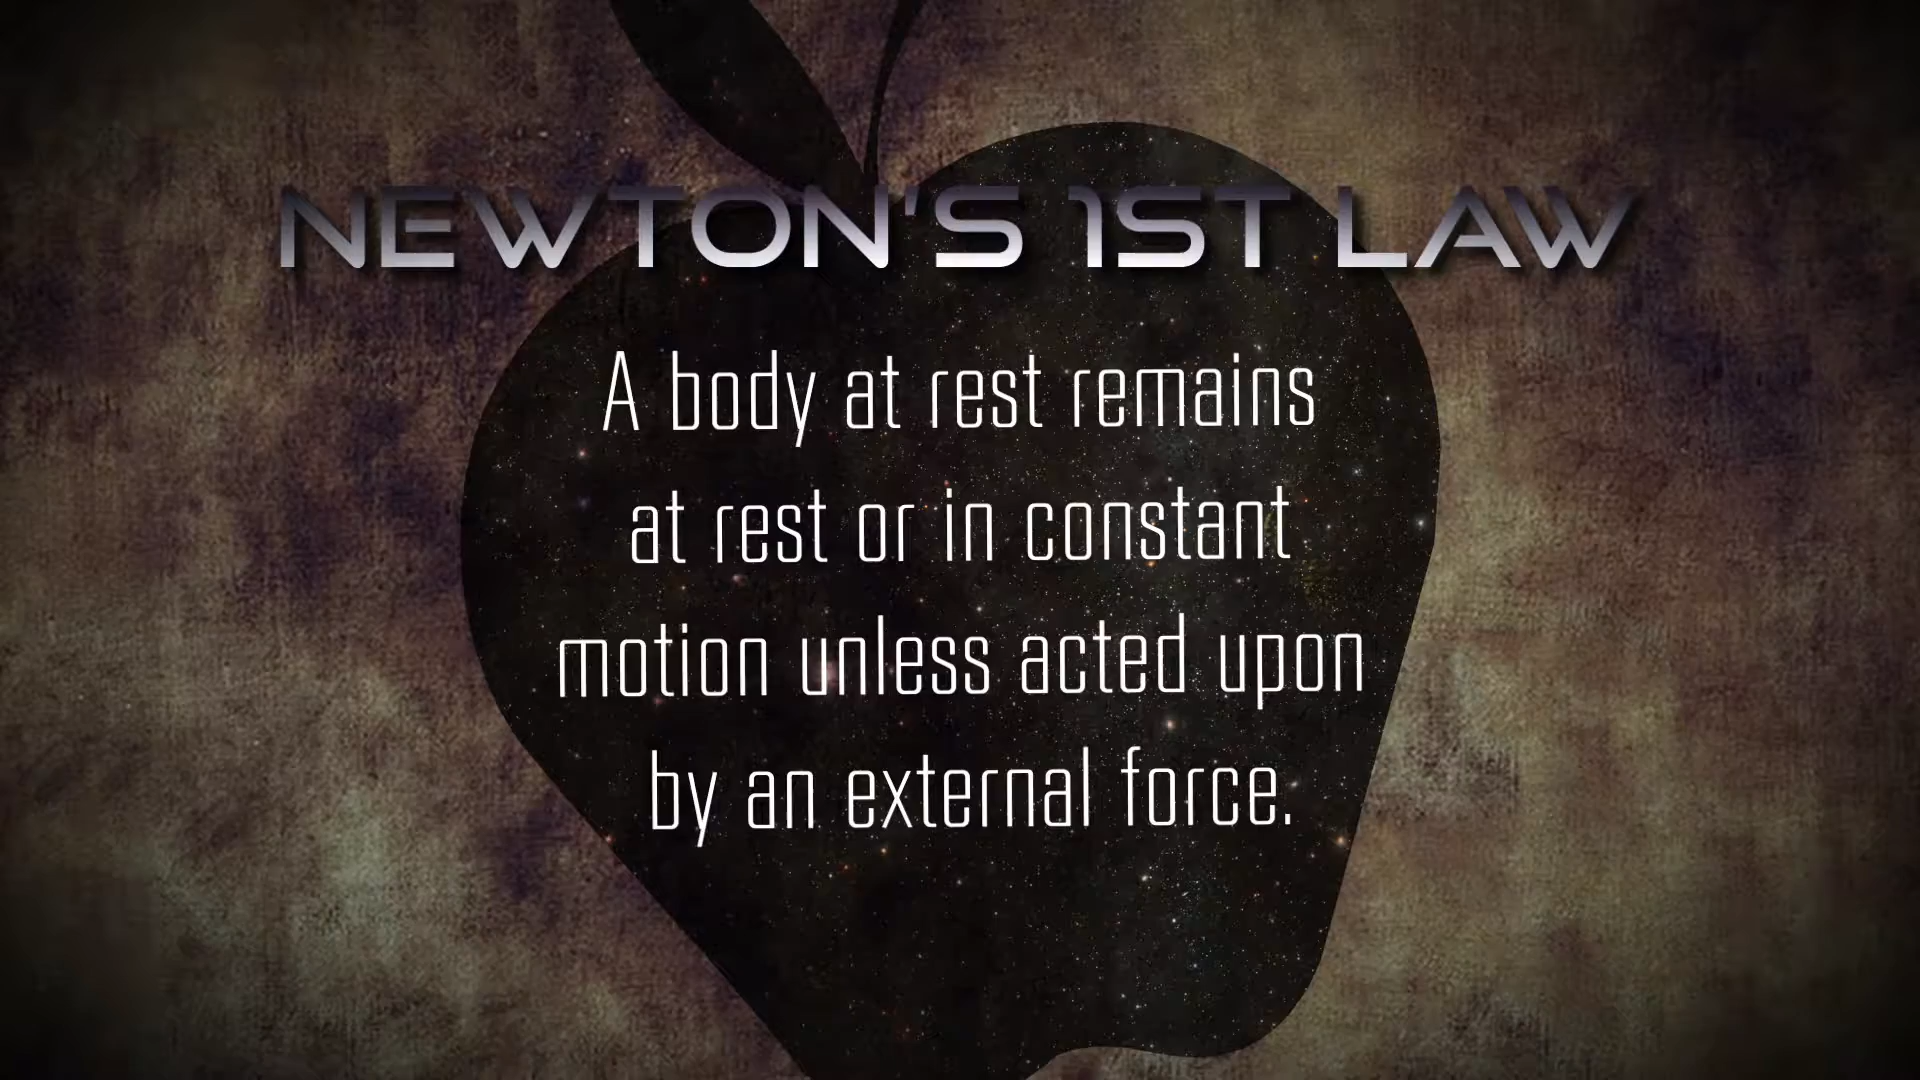 NEWTON'S 1ST LAW
A body at rest remains
at rest or in constant
motion unless acted upon
by an external force.